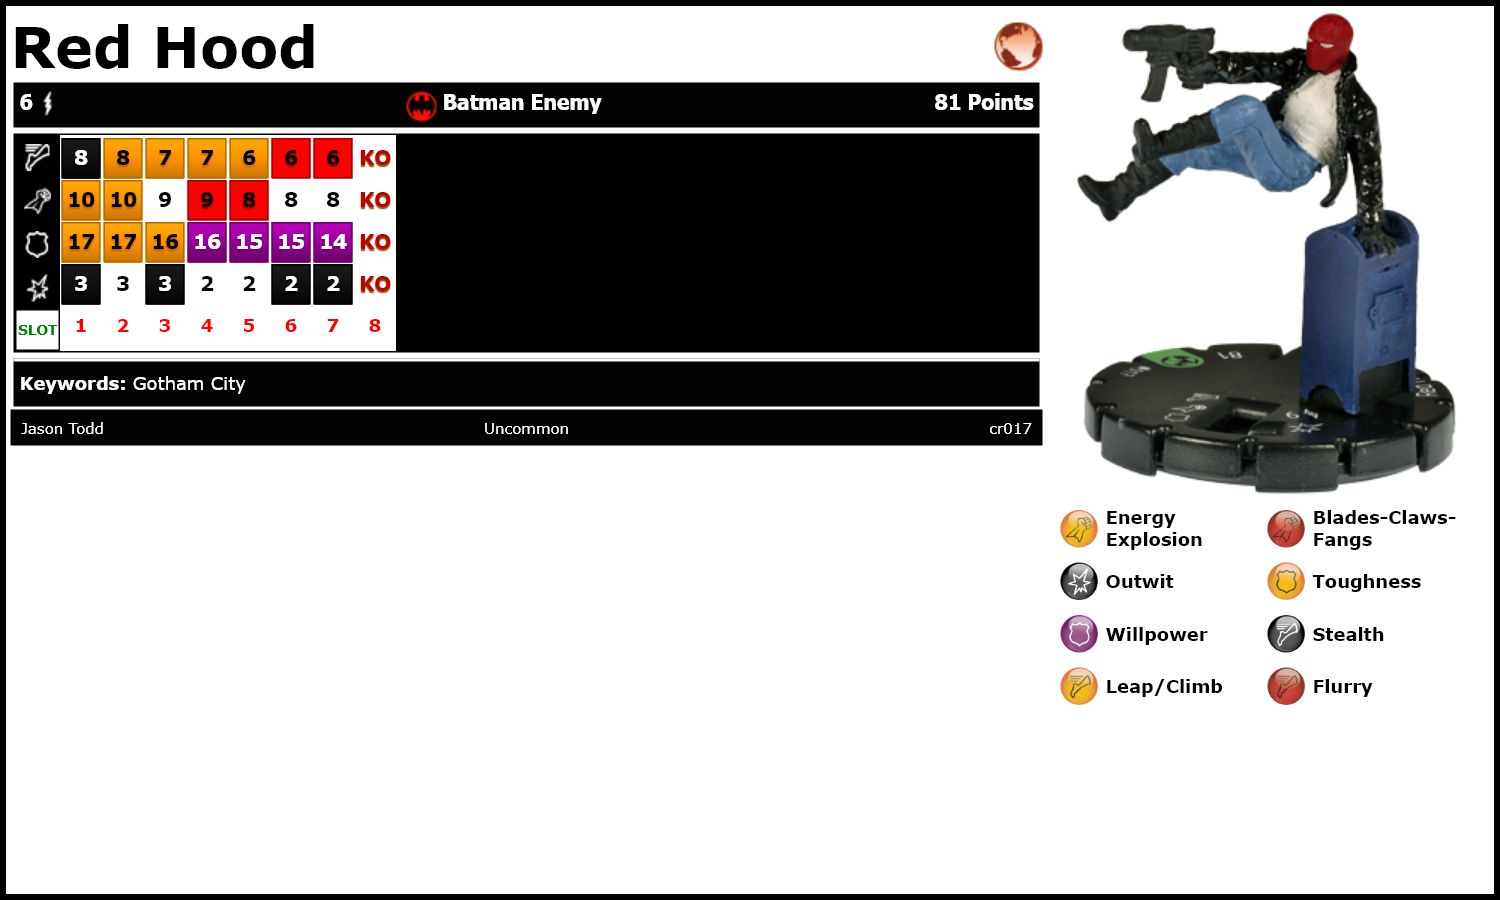 Red Hood
6 Batman Enemy 81 Points
8 8 7 7 6 6 6 KO
10 10 9 9 8 8 8 KO
17 17 16 16 15 15 14 KO
3 3 3 2 2 2 2 KO
SLOT 1 2 3 4 5 6 7 8
Keywords: Gotham City
Jason Todd Uncommon cr017
81
Energy
Explosion
Blades-Claws-
Fangs
Outwit
Toughness
Willpower
Stealth
Leap/Climb
Flurry